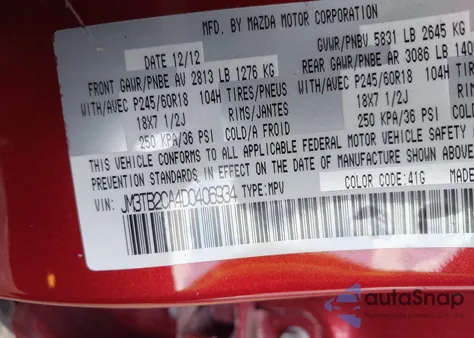 MFD. BY MAZDA MOTOR CORPORATION
DATE 12/12 GVWR/PNBV 5831 LB 2645 KG
FRONT GAWR/PNBE AV 2813 LB 1276 KG REAR GAWR/PNBE AR 3086 LB 140
WITH/AVEC P245/60R18 104H TIRES/PNEUS WITH/AVEC P245/60R18 104H
18X7 1/2J RIMS/JANTES 18X7 1/2J
250 KPA/36 PSI COLD/A FROID 250 KPA/36 PSI
THIS VEHICLE CONFORMS TO ALL APPLICABLE FEDERAL MOTOR VEHICLE SAFETY,
PREVENTION STANDARDS IN EFFECT ON THE DATE OF MANUFACTURE SHOWN
VIN: JM3TB2CA4D0406934 TYPE:MPV COLOR CODE:41G MADE
autoSnap